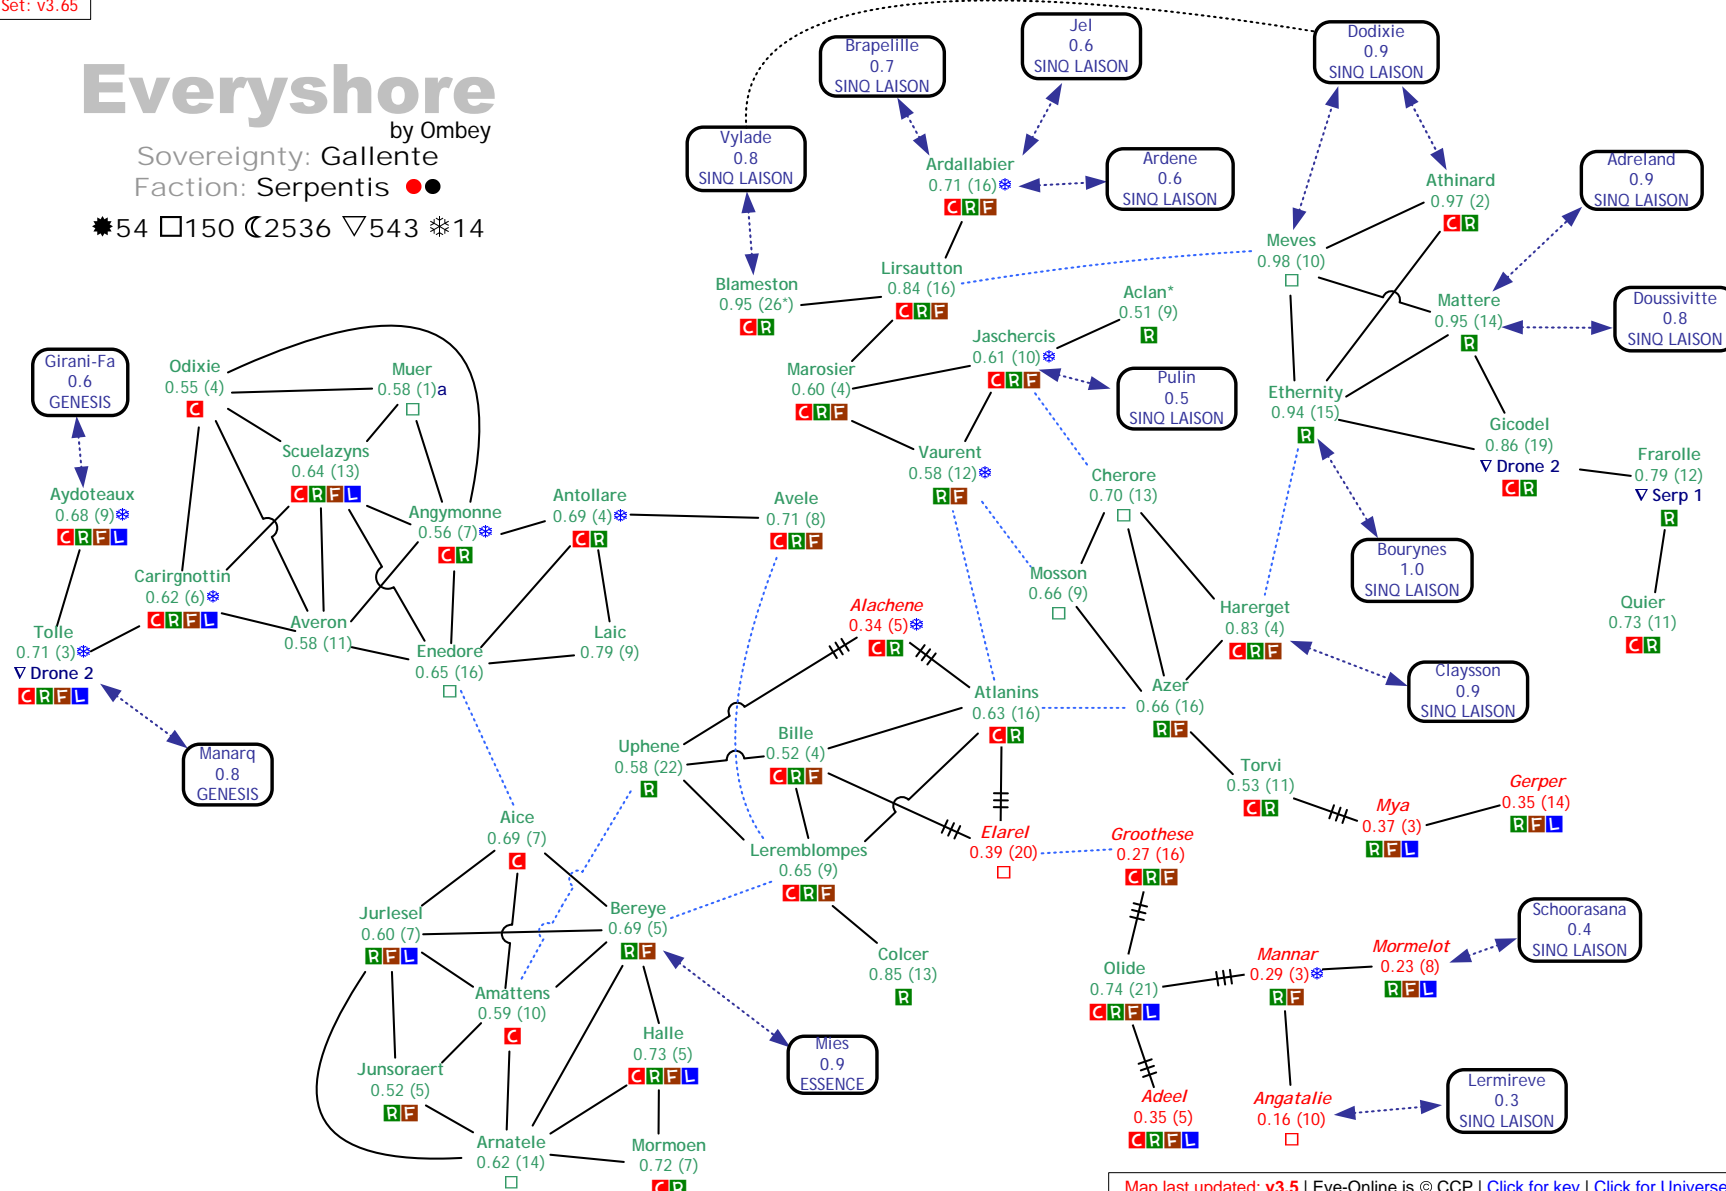 Set: v3.65
Everyshore
by Ombey
Sovereignty: Gallente
Faction: Serpentis
54 150 2536 543 14
Vylade
0.8
SINQ LAISON
Brapelille
0.7
SINQ LAISON
Jel
0.6
SINQ LAISON
Dodixie
0.9
SINQ LAISON
Ardallabier
0.71 (16)
C R F
Ardene
0.6
SINQ LAISON
Athinard
0.97 (2)
C R
Adreland
0.9
SINQ LAISON
Meves
0.98 (10)
Blameston
0.95 (26*)
C R
Lirsautton
0.84 (16)
C R F
Aclan*
0.51 (9)
R
Mattere
0.95 (14)
R
Doussivitte
0.8
SINQ LAISON
Jaschercis
0.61 (10)
C R F
Marosier
0.60 (4)
C R F
Pulin
0.5
SINQ LAISON
Ethernity
0.94 (15)
R
Gicodel
0.86 (19)
▽ Drone 2
C R
Frarolle
0.79 (12)
▽ Serp 1
R
Girani-Fa
0.6
GENESIS
Odixie
0.55 (4)
C
Muer
0.58 (1)a
Scuelazyns
0.64 (13)
C R F L
Vaurent
0.58 (12)
R F
Cherore
0.70 (13)
Aydoteaux
0.68 (9)
C R F L
Angymonne
0.56 (7)
C R
Antollare
0.69 (4)
C R
Avele
0.71 (8)
C R F
Bourynes
1.0
SINQ LAISON
Carirgnottin
0.62 (6)
C R F L
Mosson
0.66 (9)
Harerget
0.83 (4)
C R F
Quier
0.73 (11)
C R
Tolle
0.71 (3)
▽ Drone 2
C R F L
Averon
0.58 (11)
Enedore
0.65 (16)
Laic
0.79 (9)
Alachene
0.34 (5)
C R
Claysson
0.9
SINQ LAISON
Atlanins
0.63 (16)
C R
Azer
0.66 (16)
R F
Manarq
0.8
GENESIS
Uphene
0.58 (22)
R
Bille
0.52 (4)
C R F
Torvi
0.53 (11)
C R
Mya
0.37 (3)
R F L
Gerper
0.35 (14)
R F L
Aice
0.69 (7)
C
Leremblompes
0.65 (9)
C R F
Elarel
0.39 (20)
Groothese
0.27 (16)
C R F
Jurlesel
0.60 (7)
R F L
Bereye
0.69 (5)
R F
Colcer
0.85 (13)
R
Olide
0.74 (21)
C R F L
Mannar
0.29 (3)
R F
Mormelot
0.23 (8)
R F L
Schoorasana
0.4
SINQ LAISON
Amattens
0.59 (10)
C
Halle
0.73 (5)
C R F L
Mies
0.9
ESSENCE
Junsoraert
0.52 (5)
R F
Adeel
0.35 (5)
C R F L
Angatalie
0.16 (10)
Lermireve
0.3
SINQ LAISON
Arnatele
0.62 (14)
Mormoen
0.72 (7)
C R
Map last updated: v3.5 | Eve-Online is © CCP | Click for key | Click for Universe